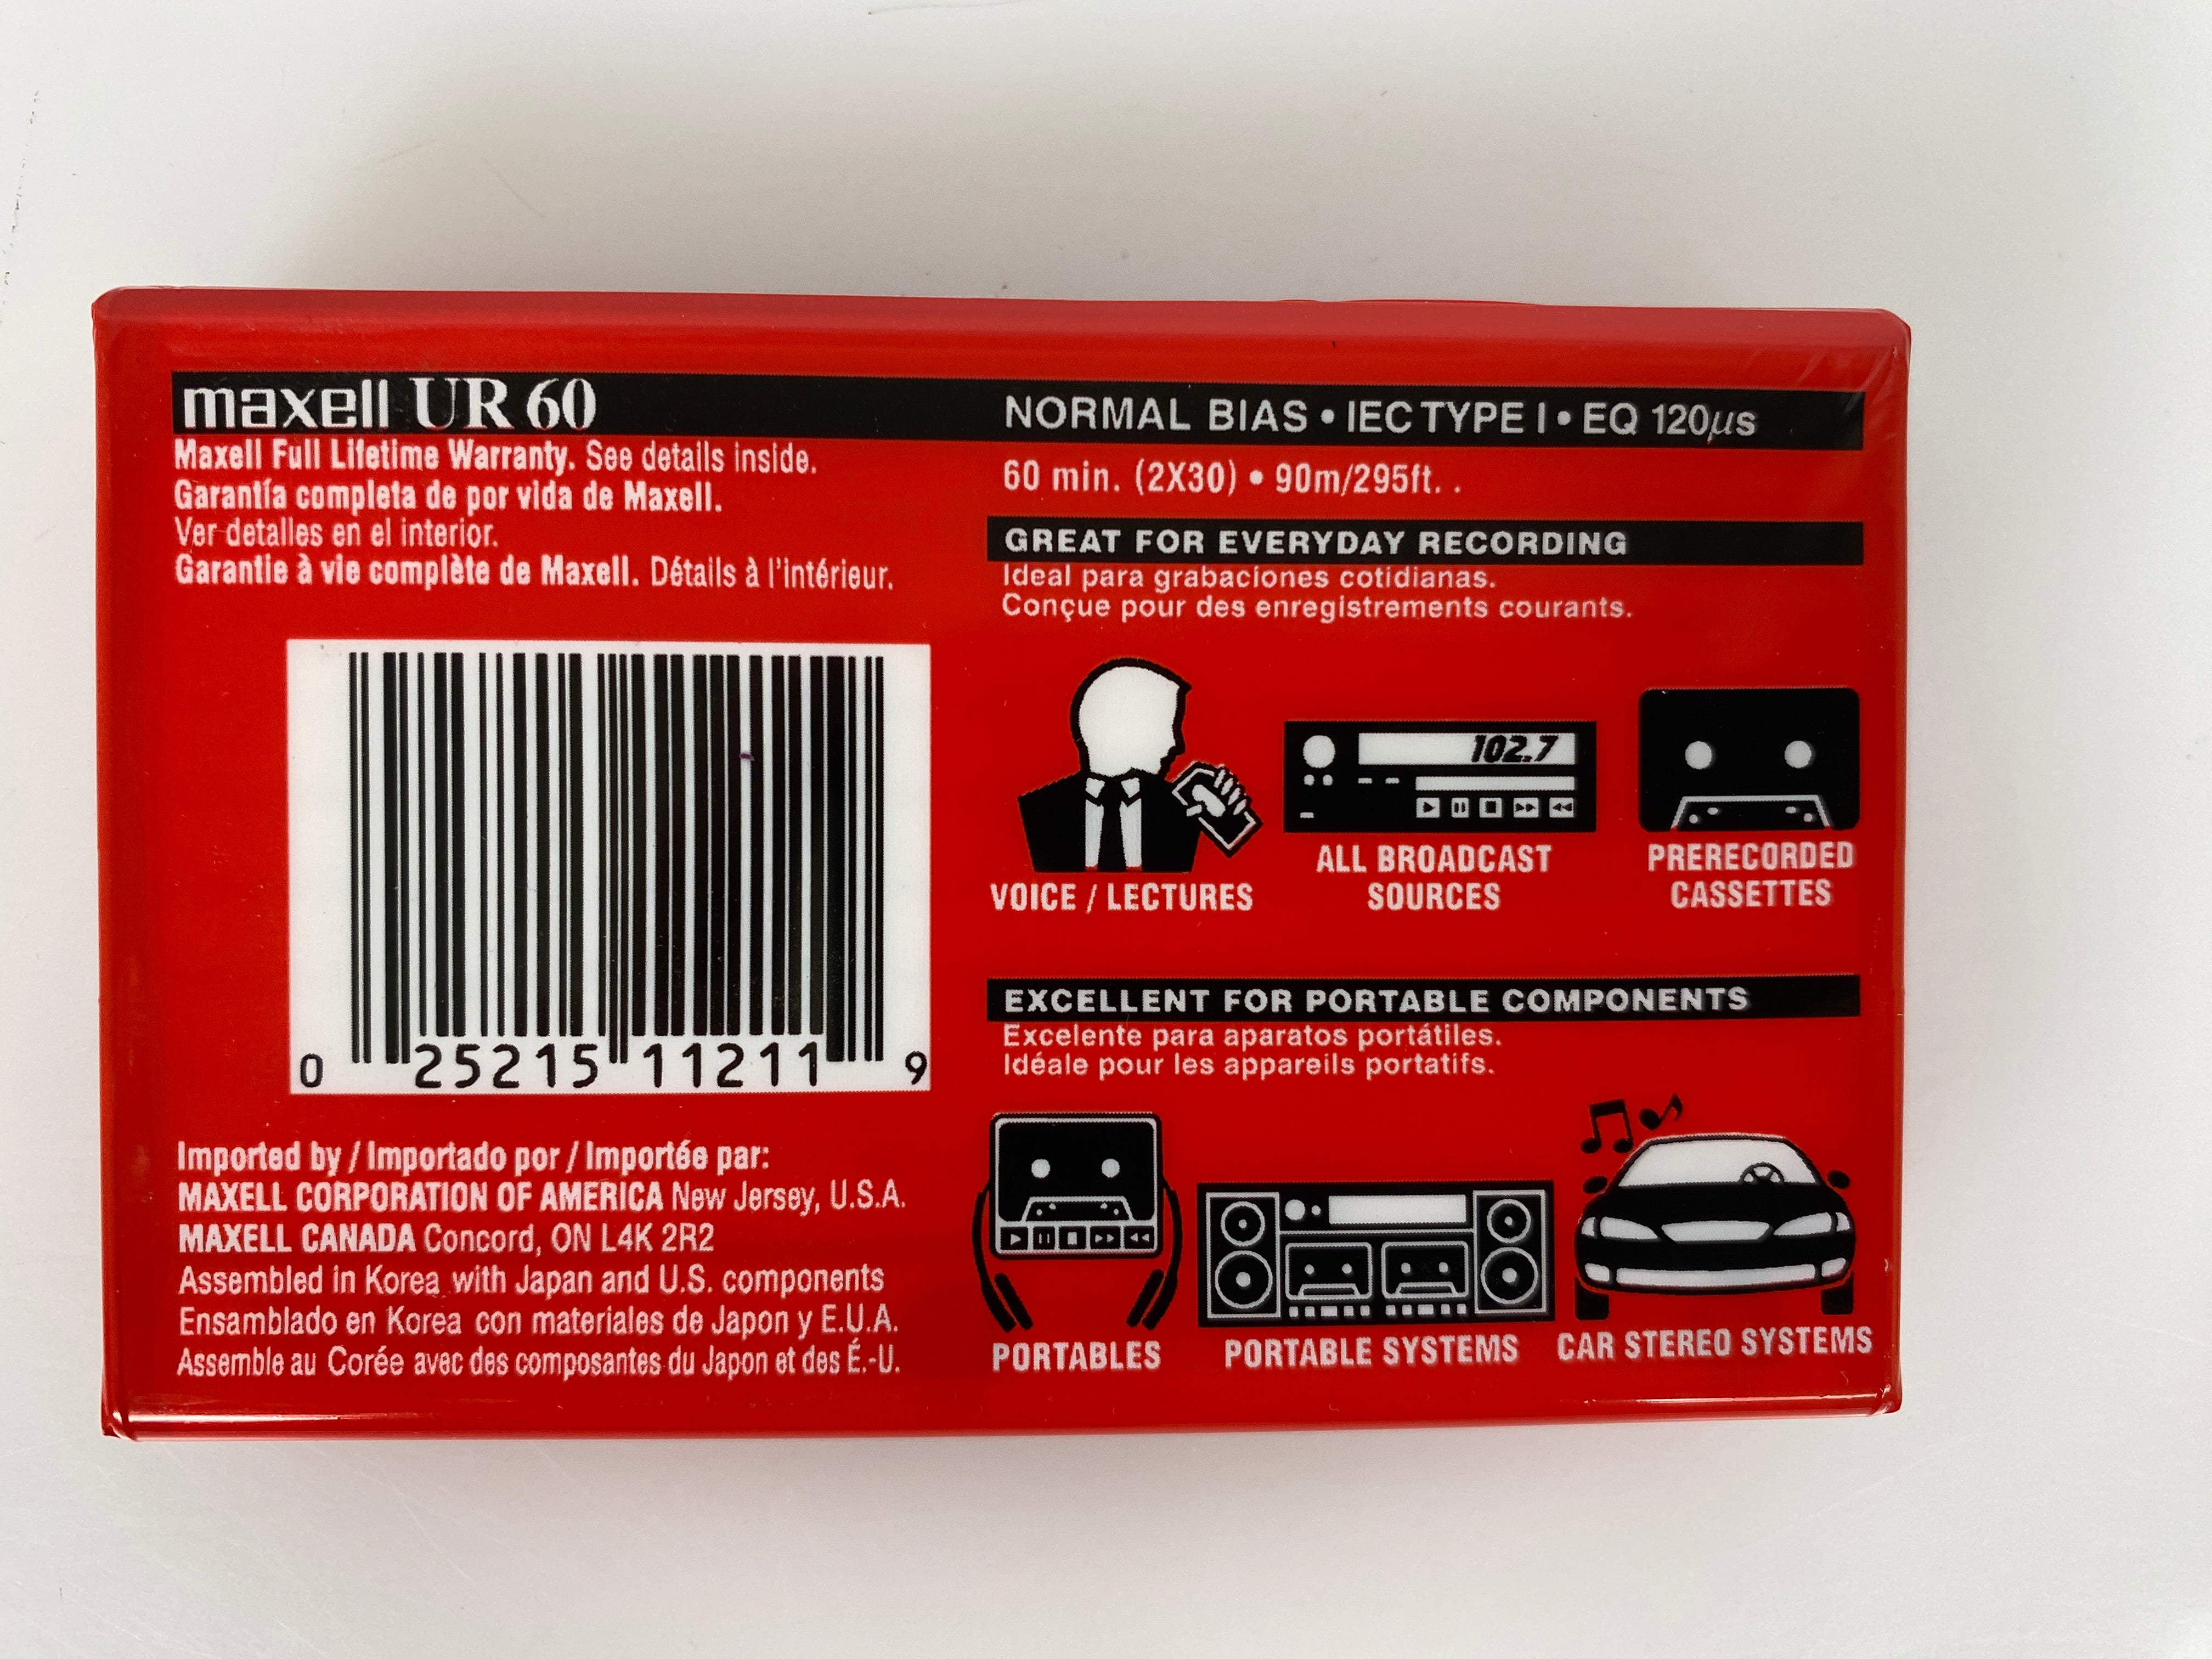 maxell UR 60
Maxell Full Lifetime Warranty. See details inside.
Garantía completa de por vida de Maxell.
Ver detalles en el interior.
Garantie à vie complète de Maxell. Détails à l'intérieur.
0 25215 11211 9
Imported by / Importado por / Importée par:
MAXELL CORPORATION OF AMERICA New Jersey, U.S.A.
MAXELL CANADA Concord, ON L4K 2R2
Assembled in Korea with Japan and U.S. components
Ensamblado en Korea con materiales de Japon y E.U.A.
Assemble au Corée avec des composantes du Japon et des É.-U.
NORMAL BIAS • IEC TYPE I • EQ 120µs
60 min. (2X30) • 90m/295ft. .
GREAT FOR EVERYDAY RECORDING
Ideal para grabaciones cotidianas.
Conçue pour des enregistrements courants.
102.7
VOICE / LECTURES
ALL BROADCAST
SOURCES
PRERECORDED
CASSETTES
EXCELLENT FOR PORTABLE COMPONENTS
Excelente para aparatos portátiles.
Idéale pour les appareils portatifs.
PORTABLES
PORTABLE SYSTEMS
CAR STEREO SYSTEMS